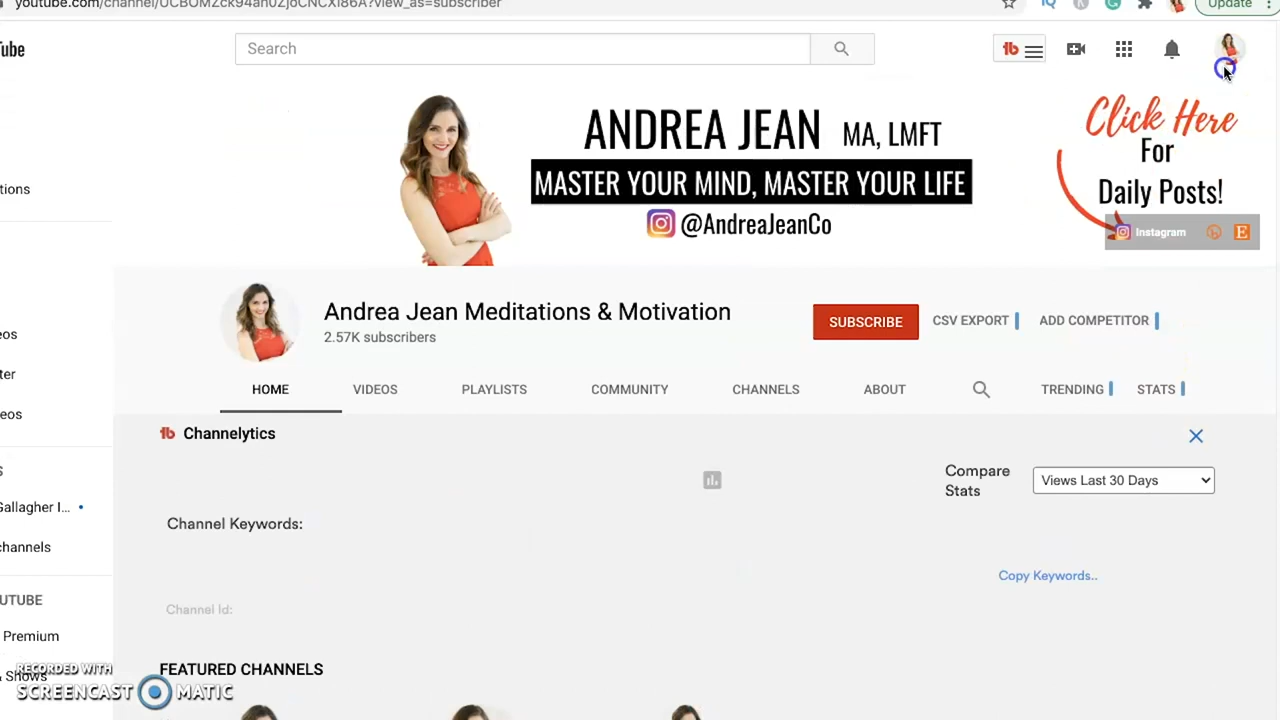 youtube.com/channel/UCBOMZck94an0Zj6CNCXi86A?view_as=subscriber
Update
ube
Search
ANDREA JEAN MA, LMFT
MASTER YOUR MIND, MASTER YOUR LIFE
@AndreaJeanCo
Click Here
For
Daily Posts!
Instagram
tions
Andrea Jean Meditations & Motivation
2.57K subscribers
SUBSCRIBE
CSV EXPORT
ADD COMPETITOR
eos
ter
eos
HOME
VIDEOS
PLAYLISTS
COMMUNITY
CHANNELS
ABOUT
TRENDING
STATS
Channelytics
Compare
Stats
Views Last 30 Days
S
Gallagher I...
Channel Keywords:
hannels
Copy Keywords..
UTUBE
Channel Id:
Premium
FEATURED CHANNELS
& Shows
RECORDED WITH
SCREENCAST MATIC